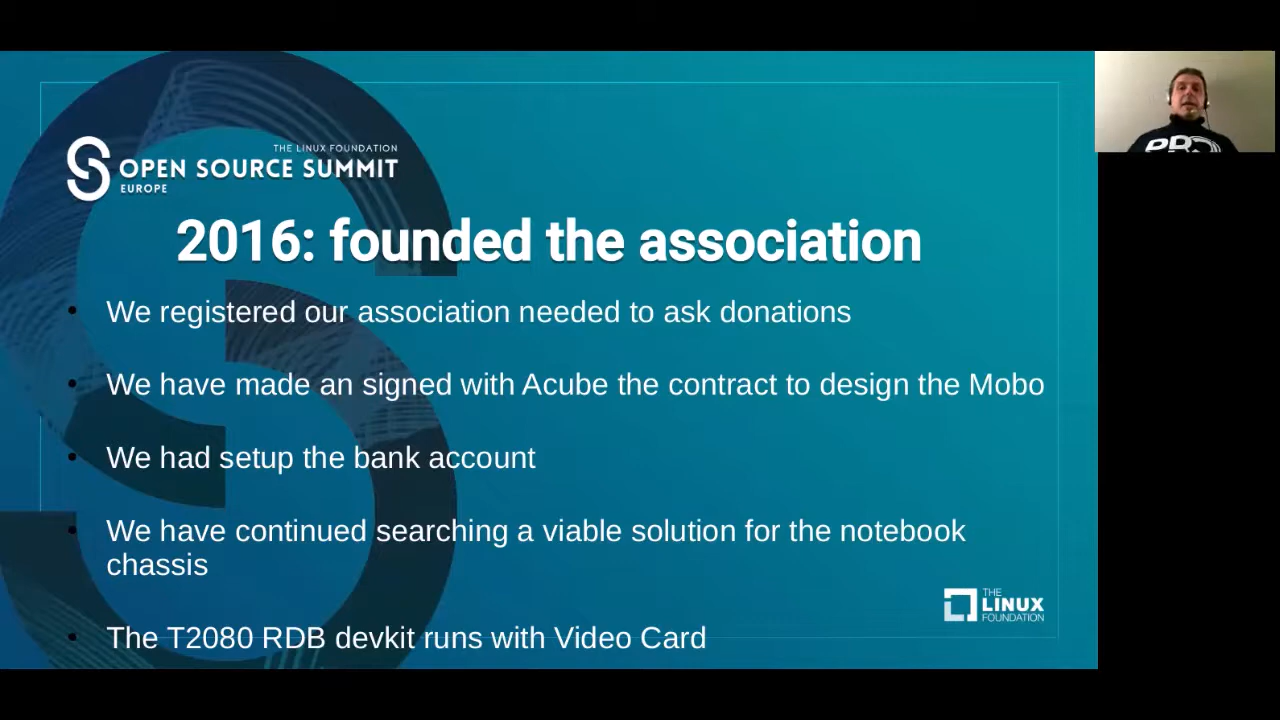 THE LINUX FOUNDATION
OPEN SOURCE SUMMIT
EUROPE
2016: founded the association
We registered our association needed to ask donations
We have made an signed with Acube the contract to design the Mobo
We had setup the bank account
We have continued searching a viable solution for the notebook
chassis
The T2080 RDB devkit runs with Video Card
THE
LINUX
FOUNDATION